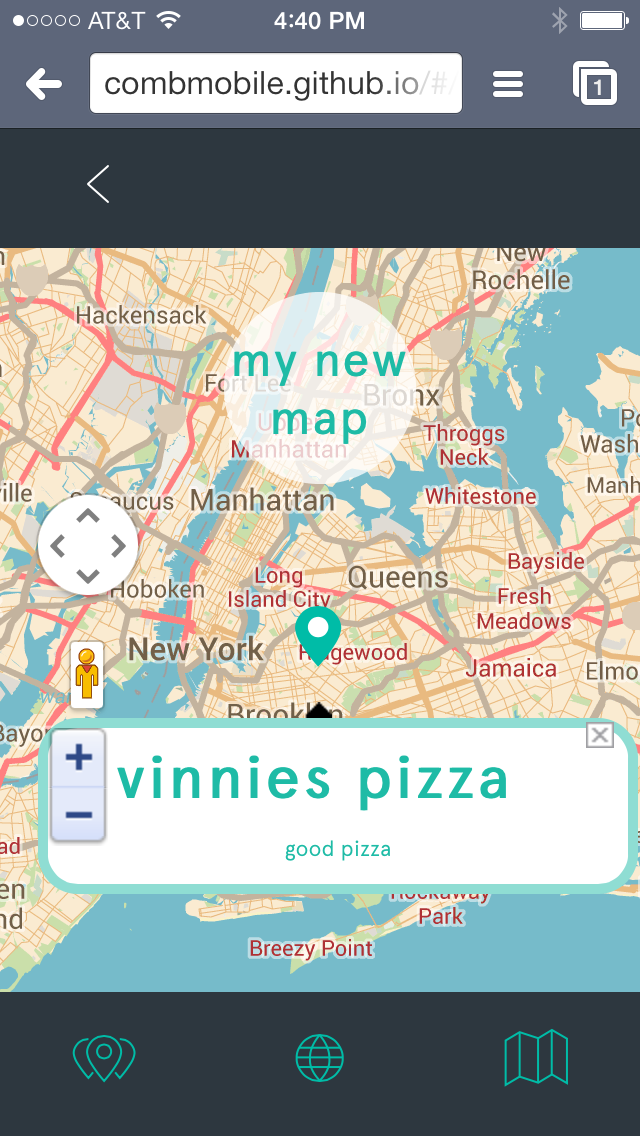 AT&T 4:40 PM
combmobile.github.io/#/
1
New
Rochelle
Hackensack
my new
map
Fort Lee
Bronx
Manhattan
Throggs
Neck
Wash
Manh
ville
Manhattan
Whitestone
Bayside
Long
Island City
Queens
Hoboken
Fresh
Meadows
New York
Ridgewood
Jamaica
Elmo
Brooklyn
Bayo
+
vinnies pizza
−
good pizza
ad
en
nd
Rockaway
Park
Breezy Point